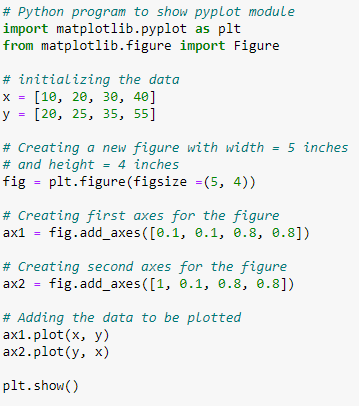 # Python program to show pyplot module
import matplotlib.pyplot as plt
from matplotlib.figure import Figure
# initializing the data
x = [10, 20, 30, 40]
y = [20, 25, 35, 55]
# Creating a new figure with width = 5 inches
# and height = 4 inches
fig = plt.figure(figsize =(5, 4))
# Creating first axes for the figure
ax1 = fig.add_axes([0.1, 0.1, 0.8, 0.8])
# Creating second axes for the figure
ax2 = fig.add_axes([1, 0.1, 0.8, 0.8])
# Adding the data to be plotted
ax1.plot(x, y)
ax2.plot(y, x)
plt.show()